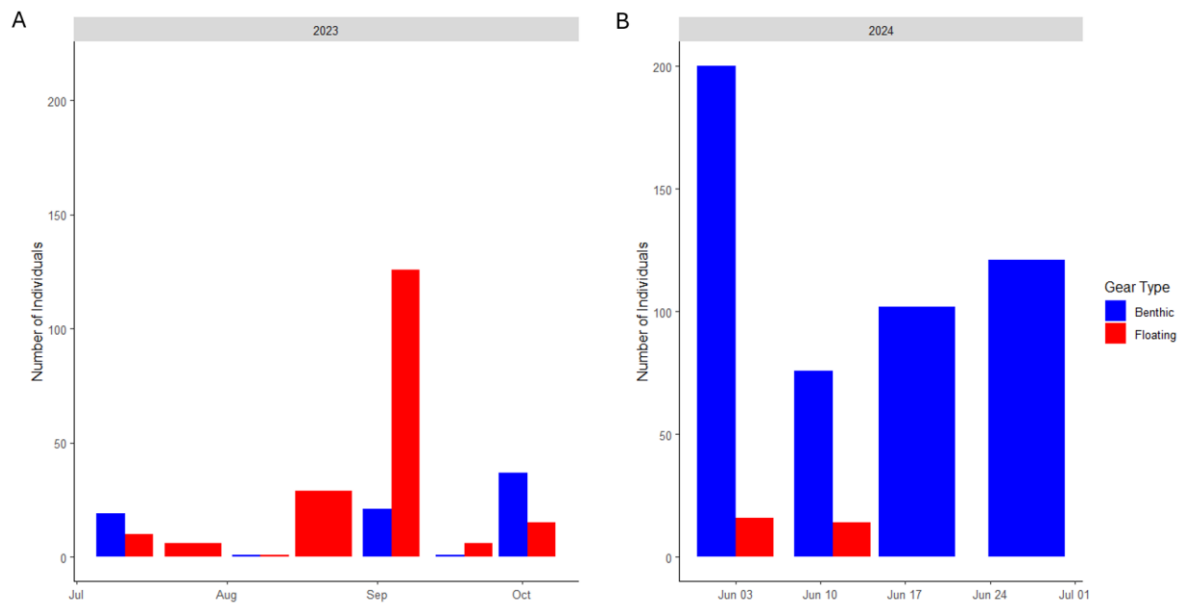 A
2023
Number of Individuals
200
150
100
50
0
Jul Aug Sep Oct
B
2024
Number of Individuals
200
150
100
50
0
Jun 03 Jun 10 Jun 17 Jun 24 Jul 01
Gear Type
Benthic
Floating